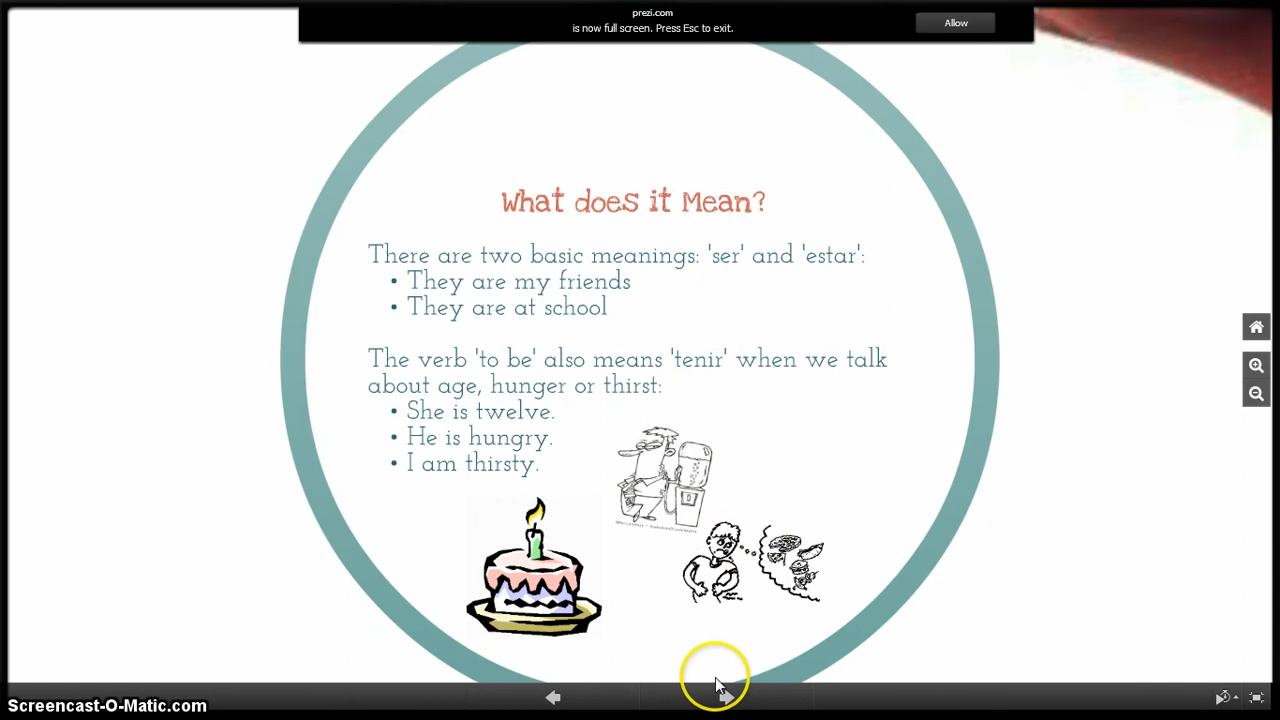 prezi.com
is now full screen. Press Esc to exit.
Allow
What does it Mean?
There are two basic meanings: 'ser' and 'estar':
• They are my friends
• They are at school
The verb 'to be' also means 'tenir' when we talk
about age, hunger or thirst:
• She is twelve.
• He is hungry.
• I am thirsty.
Screencast-O-Matic.com